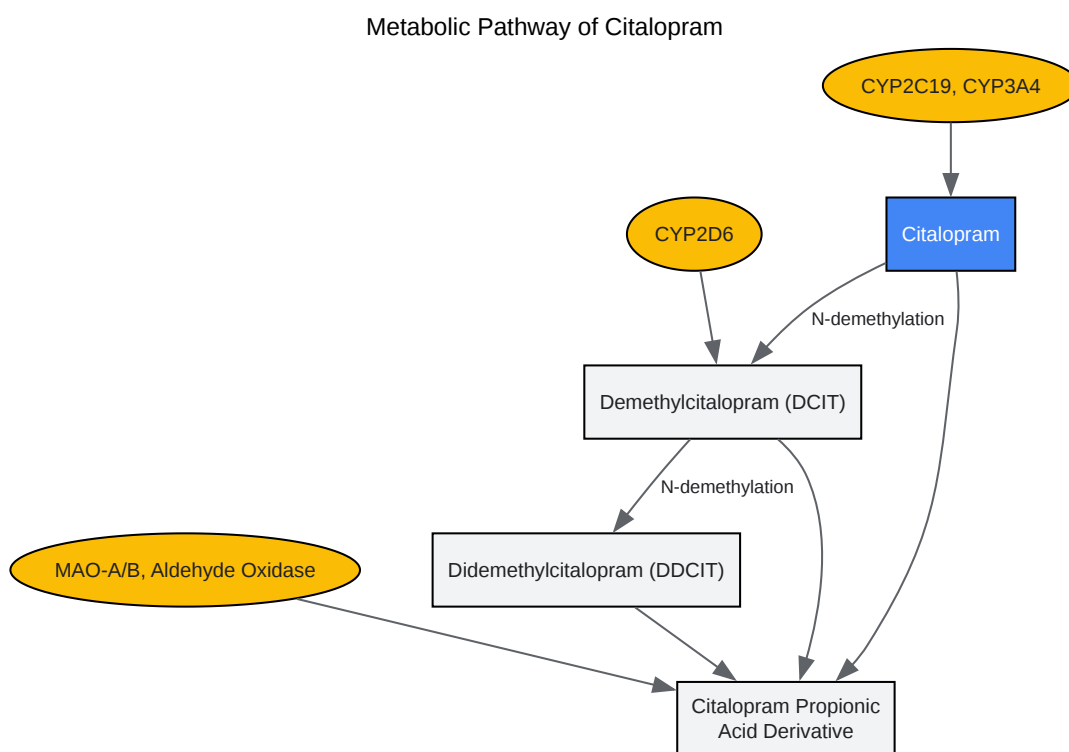 Metabolic Pathway of Citalopram
CYP2C19, CYP3A4
CYP2D6
Citalopram
N-demethylation
Demethylcitalopram (DCIT)
N-demethylation
MAO-A/B, Aldehyde Oxidase
Didemethylcitalopram (DDCIT)
Citalopram Propionic
Acid Derivative